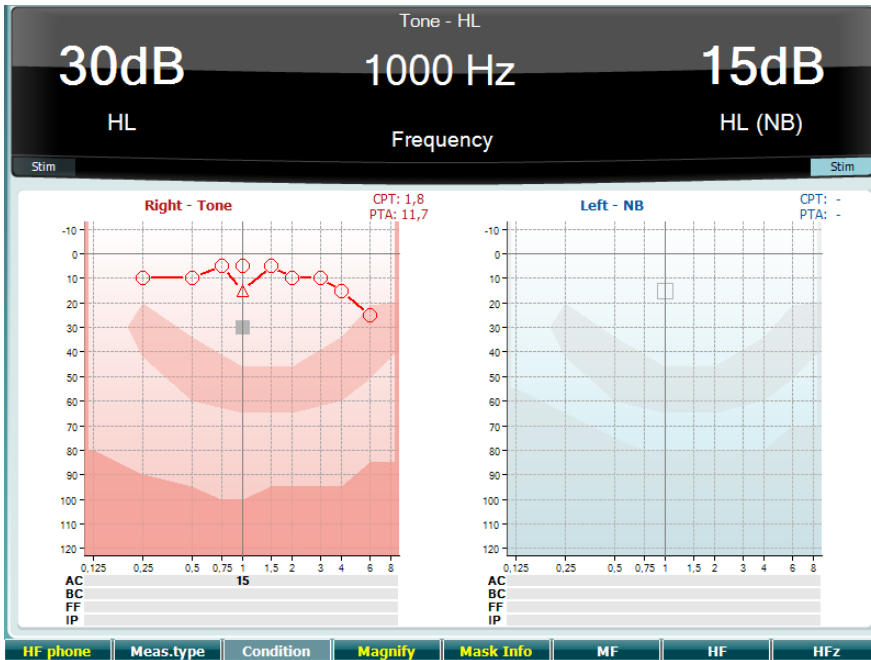 Tone - HL
30dB 1000 Hz 15dB
HL Frequency HL (NB)
Stim Stim
Right - Tone
CPT: 1,8
PTA: 11,7
-10
0
10
20
30
40
50
60
70
80
90
100
110
120
0,125 0,25 0,5 0,75 1 1,5 2 3 4 6 8
AC 15
BC
FF
IP
Left - NB
CPT: -
PTA: -
-10
0
10
20
30
40
50
60
70
80
90
100
110
120
0,125 0,25 0,5 0,75 1 1,5 2 3 4 6 8
AC
BC
FF
IP
HF phone Meas.type Condition Magnify Mask Info MF HF HFz